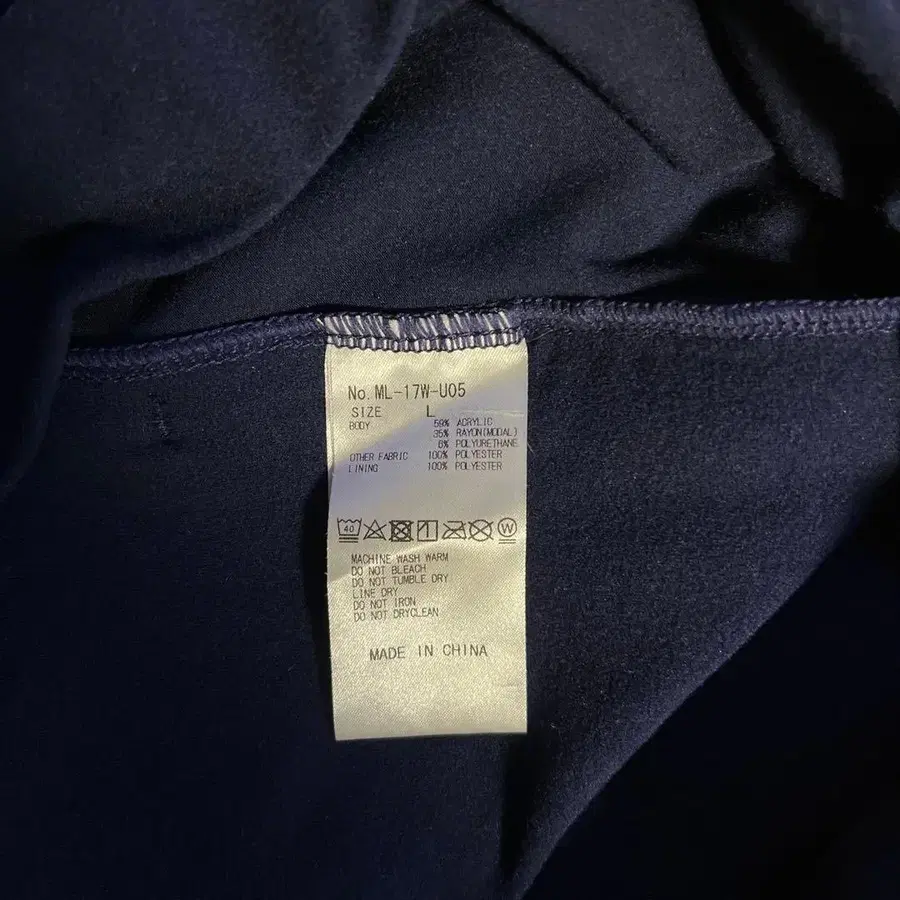 No. ML-17W-U05
SIZE L
BODY 59% ACRYLIC
35% RAYON(MODAL)
6% POLYURETHANE
OTHER FABRIC 100% POLYESTER
LINING 100% POLYESTER
40 W
MACHINE WASH WARM
DO NOT BLEACH
DO NOT TUMBLE DRY
LINE DRY
DO NOT IRON
DO NOT DRYCLEAN
MADE IN CHINA